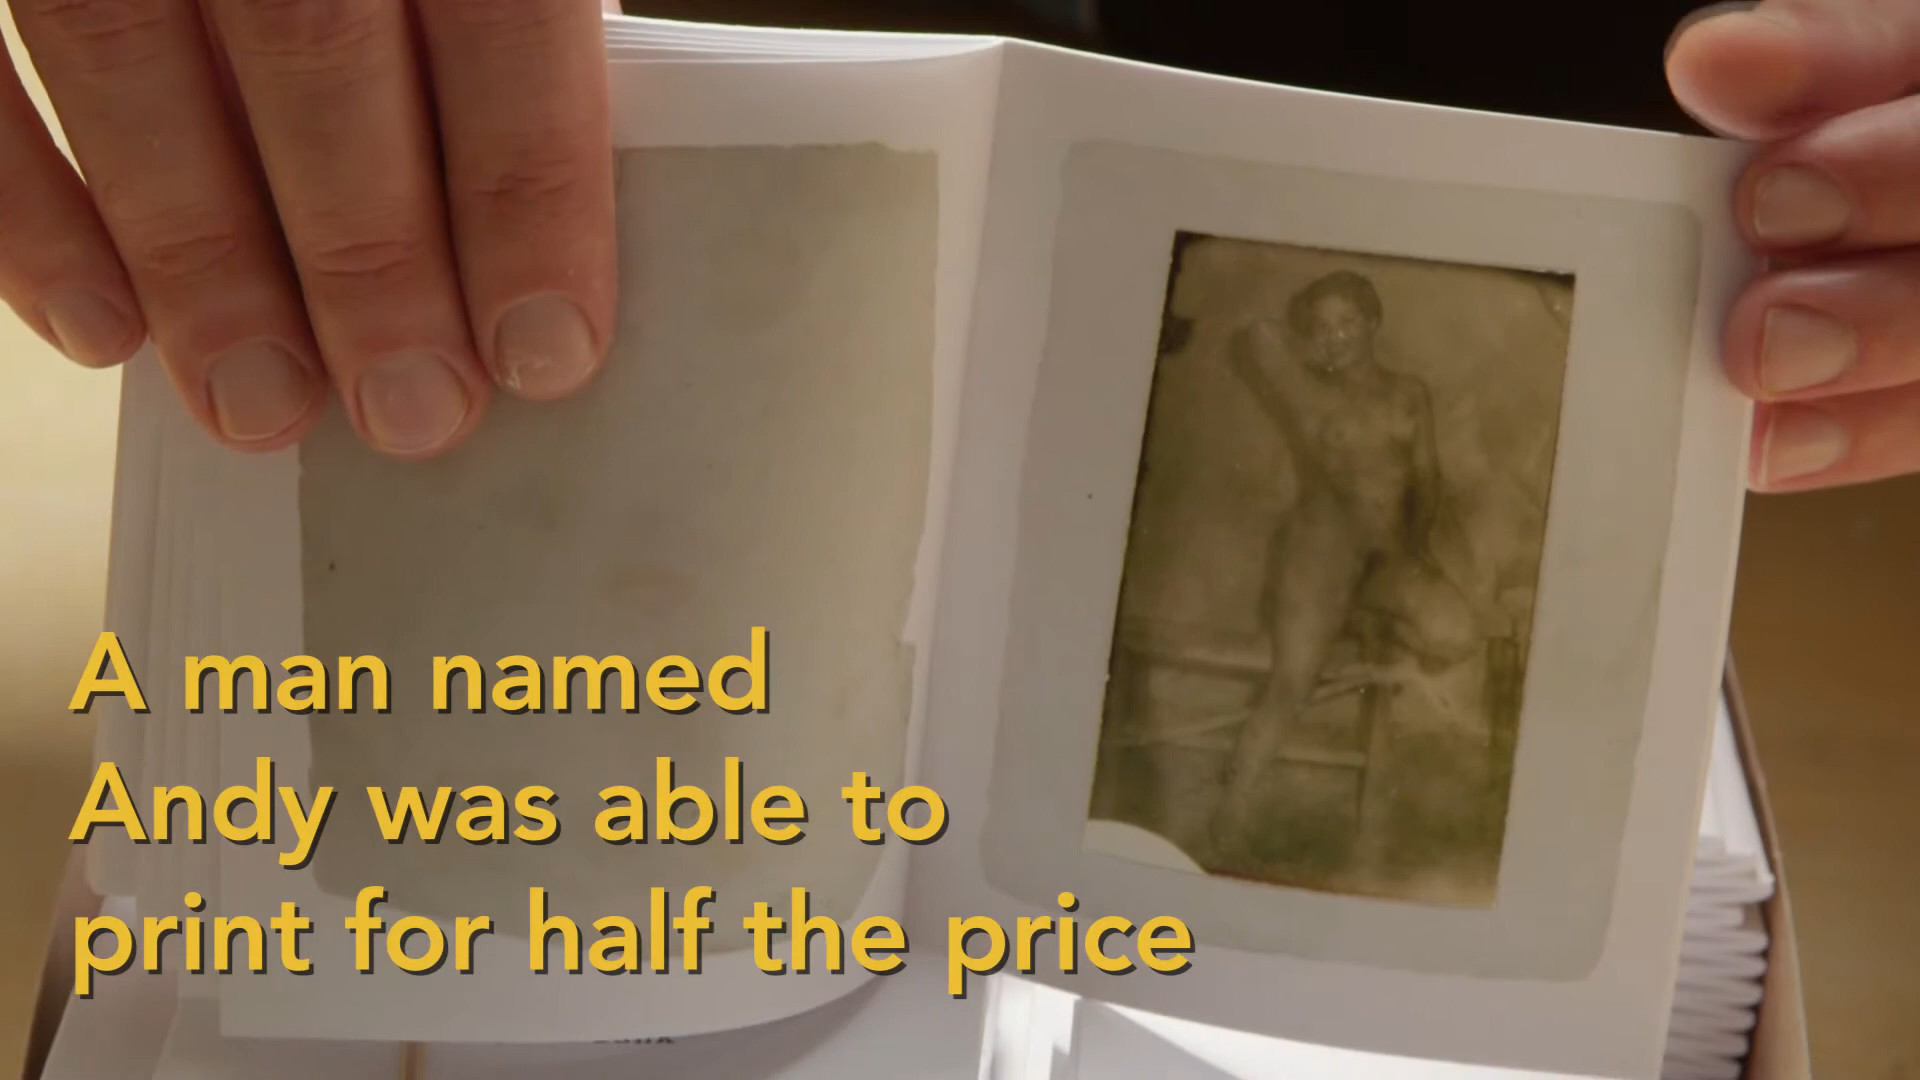 A man named
Andy was able to
print for half the price